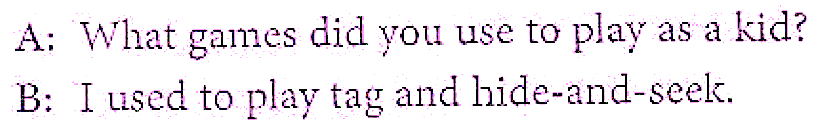 A: What games did you use to play as a kid?
B: I used to play tag and hide-and-seek.